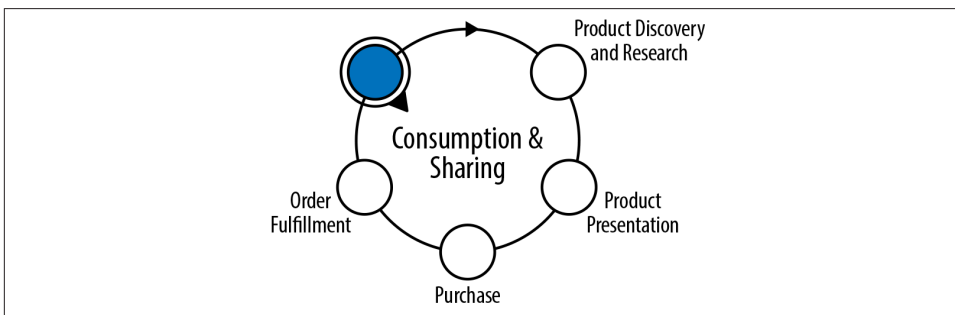 Product Discovery
and Research
Consumption &
Sharing
Order
Fulfillment
Product
Presentation
Purchase